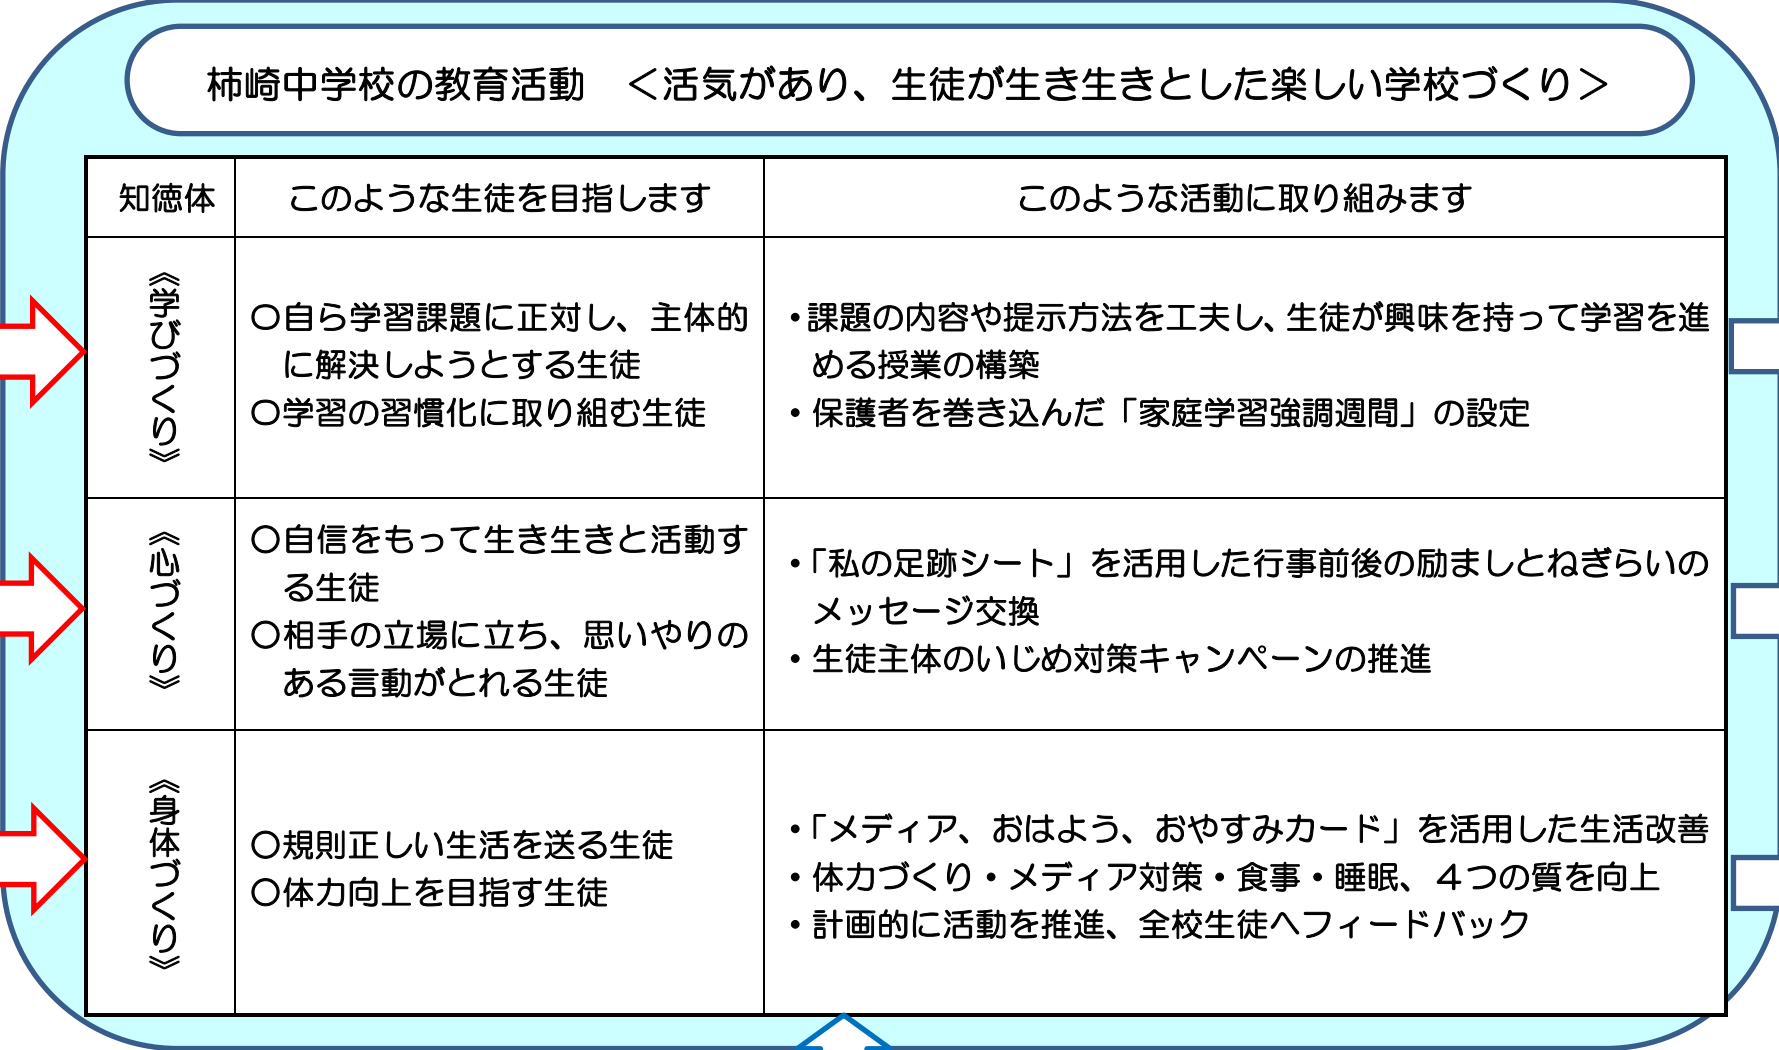 柿崎中学校の教育活動　＜活気があり、生徒が生き生きとした楽しい学校づくり＞
知徳体
このような生徒を目指します
このような活動に取り組みます
《学びづくり》
〇自ら学習課題に正対し、主体的
に解決しようとする生徒
〇学習の習慣化に取り組む生徒
・課題の内容や提示方法を工夫し、生徒が興味を持って学習を進
める授業の構築
・保護者を巻き込んだ「家庭学習強調週間」の設定
《心づくり》
〇自信をもって生き生きと活動す
る生徒
〇相手の立場に立ち、思いやりの
ある言動がとれる生徒
・「私の足跡シート」を活用した行事前後の励ましとねぎらいの
メッセージ交換
・生徒主体のいじめ対策キャンペーンの推進
《身体づくり》
〇規則正しい生活を送る生徒
〇体力向上を目指す生徒
・「メディア、おはよう、おやすみカード」を活用した生活改善
・体力づくり・メディア対策・食事・睡眠、４つの質を向上
・計画的に活動を推進、全校生徒へフィードバック